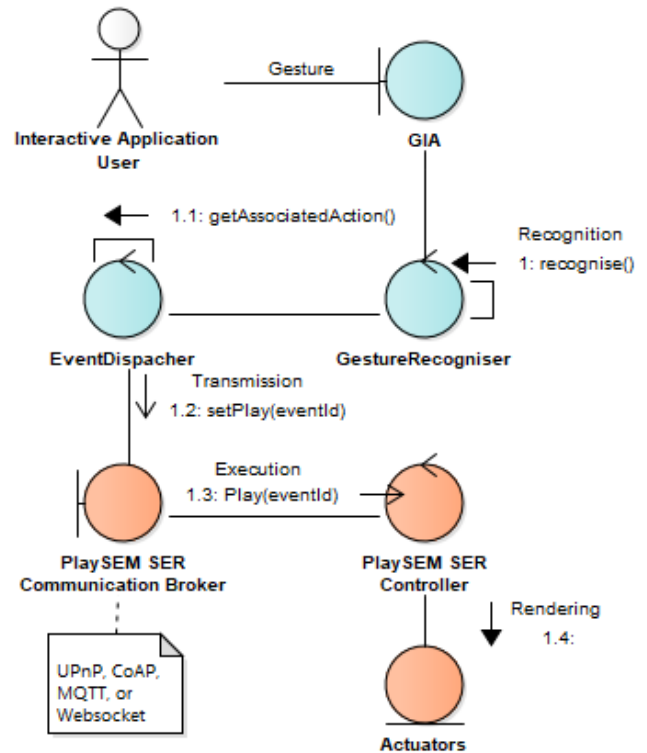 Gesture
Interactive Application
User
GIA
1.1: getAssociatedAction()
Recognition
1: recognise()
EventDispacher
GestureRecogniser
Transmission
1.2: setPlay(eventId)
Execution
1.3: Play(eventId)
PlaySEM SER
Communication Broker
PlaySEM SER
Controller
Rendering
1.4:
UPnP, CoAP,
MQTT, or
Websocket
Actuators